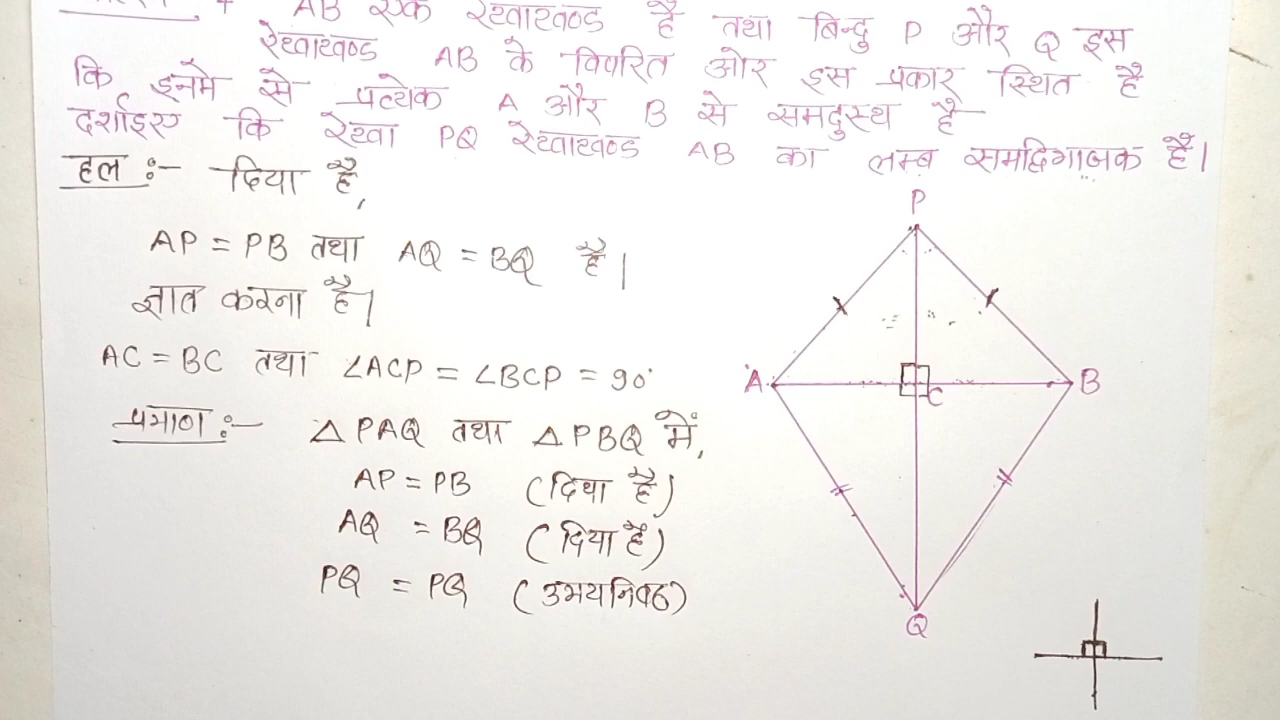 AB एक रेखाखण्ड है तथा बिन्दु P और Q इस
रेखाखण्ड AB के विपरित ओर इस प्रकार स्थित है
कि इनमे से प्रत्येक A और B से समदुस्थ है
दर्शाइए कि रेखा PQ रेखाखण्ड AB का लम्ब समद्विभाजक है।
हल :- दिया है,
AP = PB तथा AQ = BQ है।
ज्ञात करना है।
AC = BC तथा ∠ACP = ∠BCP = 90°
प्रमाण :- △PAQ तथा △PBQ में,
AP = PB (दिया है)
AQ = BQ (दिया है)
PQ = PQ (उभयनिष्ठ)
P
A
B
C
Q